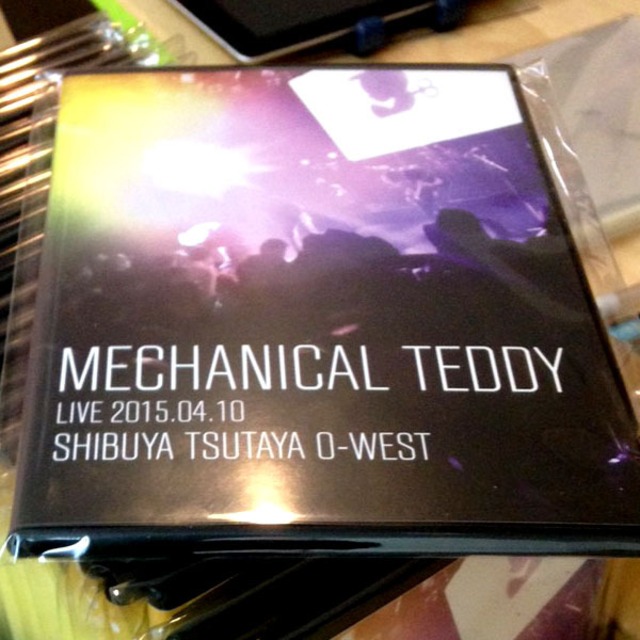 MECHANICAL TEDDY
LIVE 2015.04.10
SHIBUYA TSUTAYA O-WEST